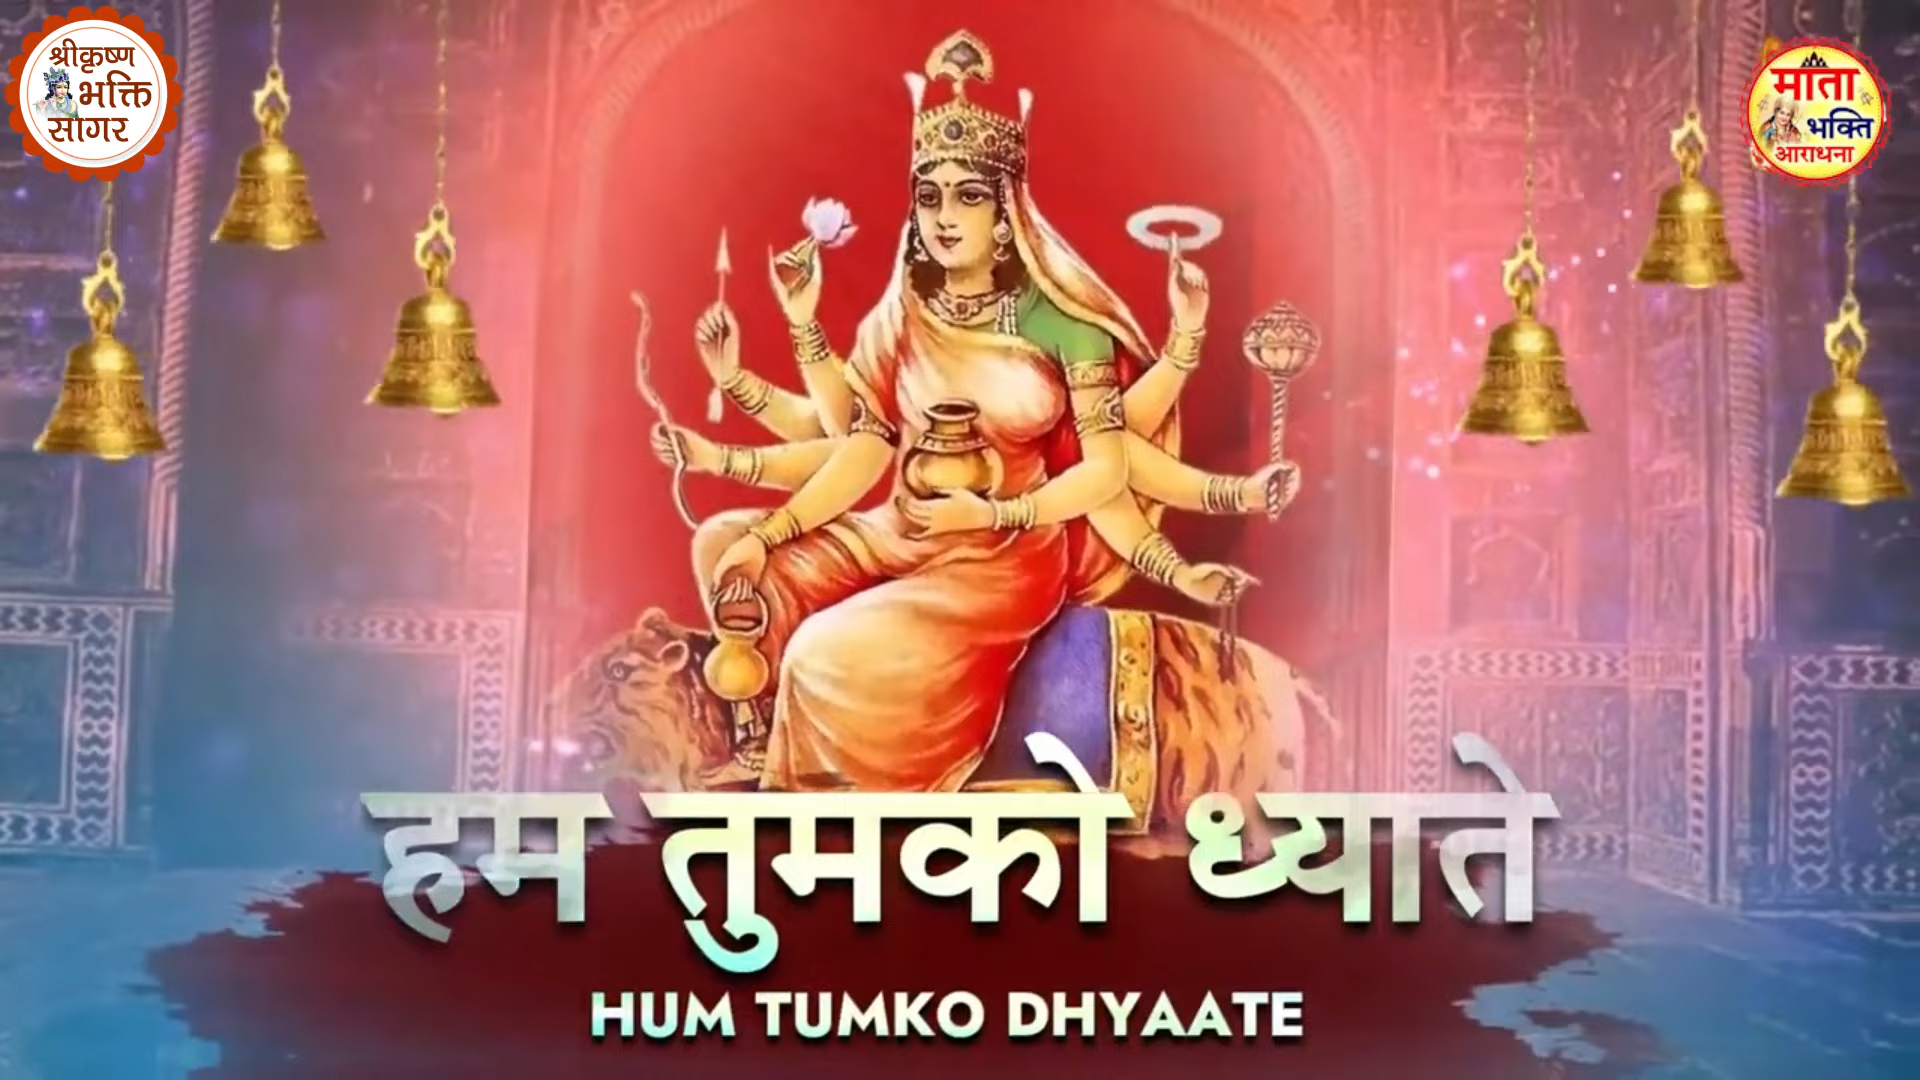 श्रीकृष्ण
भक्ति
सागर
माता
भक्ति
आराधना
हम तुमको ध्याते
HUM TUMKO DHYAATE